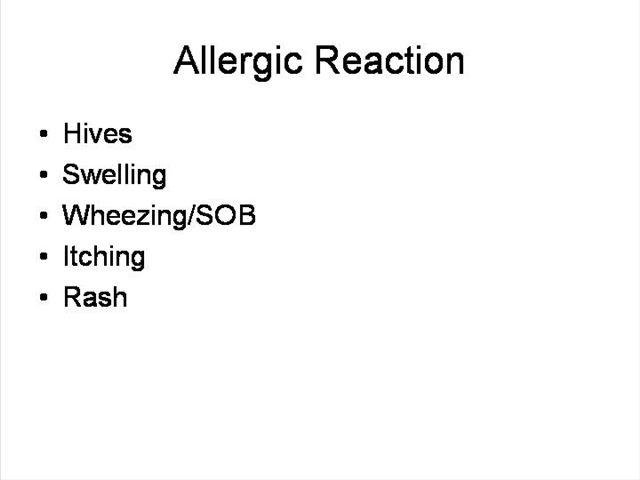 Allergic Reaction
• Hives
• Swelling
• Wheezing/SOB
• Itching
• Rash